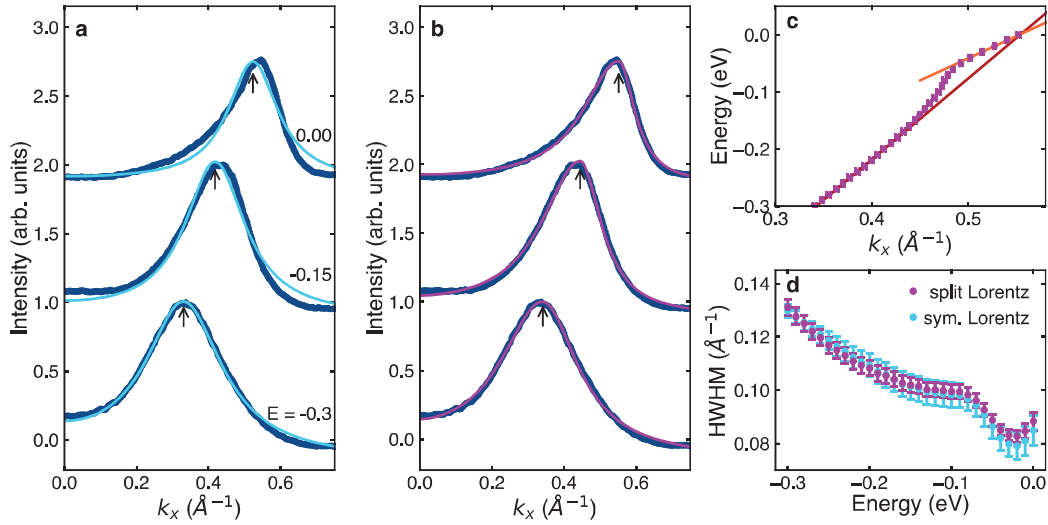 a
Intensity (arb. units)
3.0
2.5
2.0
1.5
1.0
0.5
0.0
0.00
-0.15
E = -0.3
0.0 0.2 0.4 0.6
kx (Å−1)
b
Intensity (arb. units)
3.0
2.5
2.0
1.5
1.0
0.5
0.0
0.0 0.2 0.4 0.6
kx (Å−1)
c
Energy (eV)
0.0
−0.1
−0.2
−0.3
0.3 0.4 0.5
kx (Å−1)
d
split Lorentz
sym. Lorentz
HWHM (Å−1)
0.14
0.12
0.10
0.08
−0.3 −0.2 −0.1 0.0
Energy (eV)